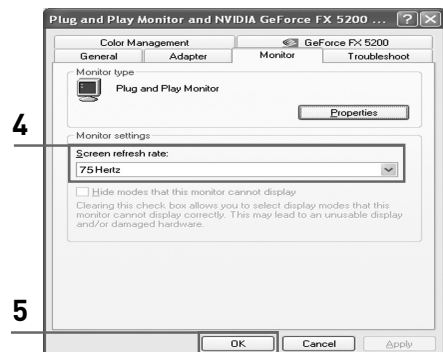 Plug and Play Monitor and NVIDIA GeForce FX 5200 ...
Color Management
GeForce FX 5200
General
Adapter
Monitor
Troubleshoot
Monitor type
Plug and Play Monitor
Properties
4
Monitor settings
Screen refresh rate:
75 Hertz
Hide modes that this monitor cannot display
Clearing this check box allows you to select display modes that this
monitor cannot display correctly. This may lead to an unusable display
and/or damaged hardware.
5
OK
Cancel
Apply